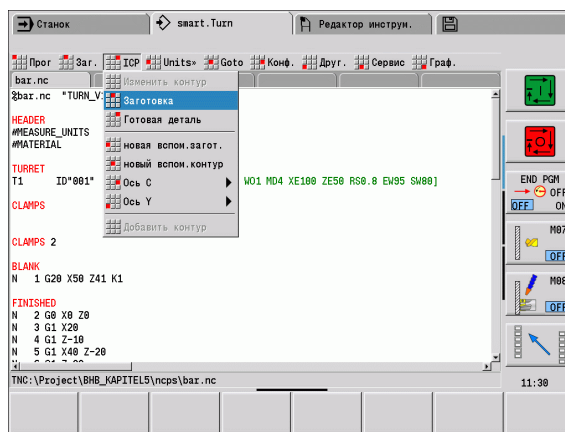 Станок
smart.Turn
Редактор инструм.
Прог Заг. ICP Units» Goto Конф. Друг. Сервис Граф.
bar.nc
%bar.nc "TURN_V
HEADER
#MEASURE_UNITS
#MATERIAL
TURRET
T1 ID"001" WO1 MD4 XE100 ZE50 RS0.8 EW95 SW80]
CLAMPS
CLAMPS 2
BLANK
N 1 G20 X50 Z41 K1
FINISHED
N 2 G0 X0 Z0
N 3 G1 X20
N 4 G1 Z-10
N 5 G1 X40 Z-20
Изменить контур
Заготовка
Готовая деталь
новая вспом.загот.
новый вспом.контур
Ось C
Ось Y
Добавить контур
TNC:\Project\BHB_KAPITEL5\ncps\bar.nc
END PGM
OFF
OFF ON
M07
OFF
M08
OFF
11:30